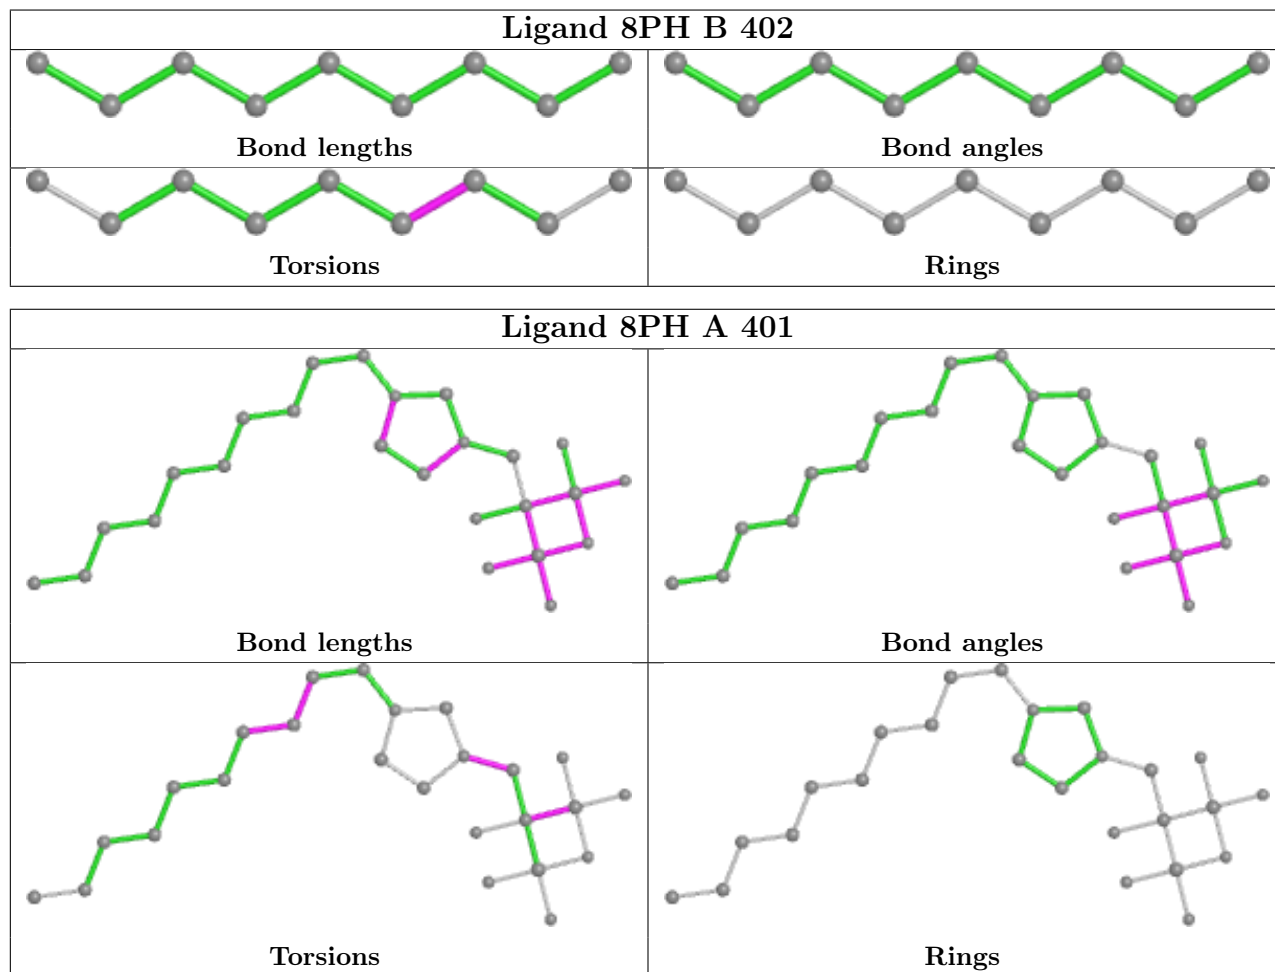 Ligand 8PH B 402
Bond lengths
Bond angles
Torsions
Rings
Ligand 8PH A 401
Bond lengths
Bond angles
Torsions
Rings